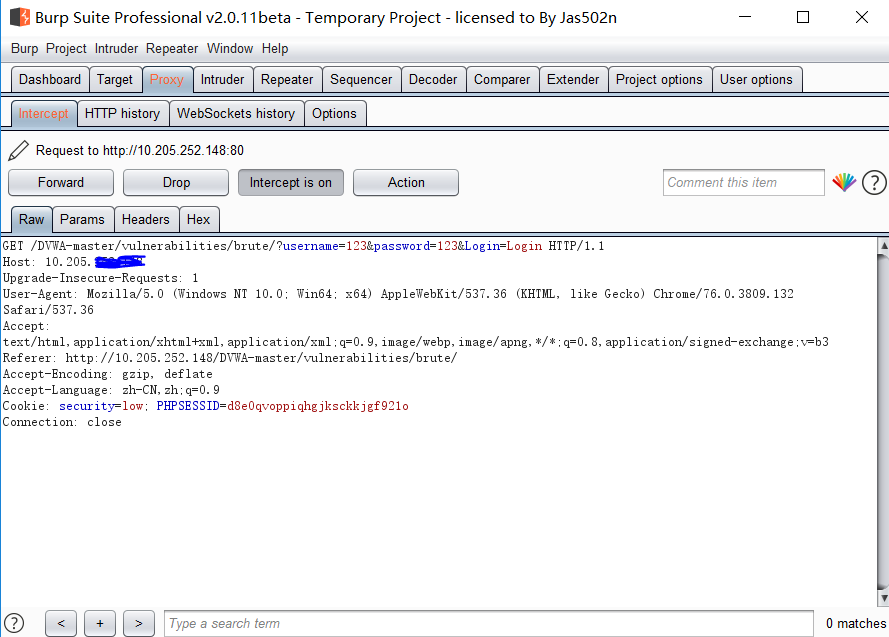 Burp Suite Professional v2.0.11beta - Temporary Project - licensed to By Jas502n
Burp Project Intruder Repeater Window Help
Dashboard Target Proxy Intruder Repeater Sequencer Decoder Comparer Extender Project options User options
Intercept HTTP history WebSockets history Options
Request to http://10.205.252.148:80
Forward Drop Intercept is on Action Comment this item ?
Raw Params Headers Hex
GET /DVWA-master/vulnerabilities/brute/?username=123&password=123&Login=Login HTTP/1.1
Host: 10.205.
Upgrade-Insecure-Requests: 1
User-Agent: Mozilla/5.0 (Windows NT 10.0; Win64; x64) AppleWebKit/537.36 (KHTML, like Gecko) Chrome/76.0.3809.132
Safari/537.36
Accept:
text/html,application/xhtml+xml,application/xml;q=0.9,image/webp,image/apng,*/*;q=0.8,application/signed-exchange;v=b3
Referer: http://10.205.252.148/DVWA-master/vulnerabilities/brute/
Accept-Encoding: gzip, deflate
Accept-Language: zh-CN,zh;q=0.9
Cookie: security=low; PHPSESSID=d8e0qvoppiqhgjksckkjgf921o
Connection: close
? < + > Type a search term 0 matches